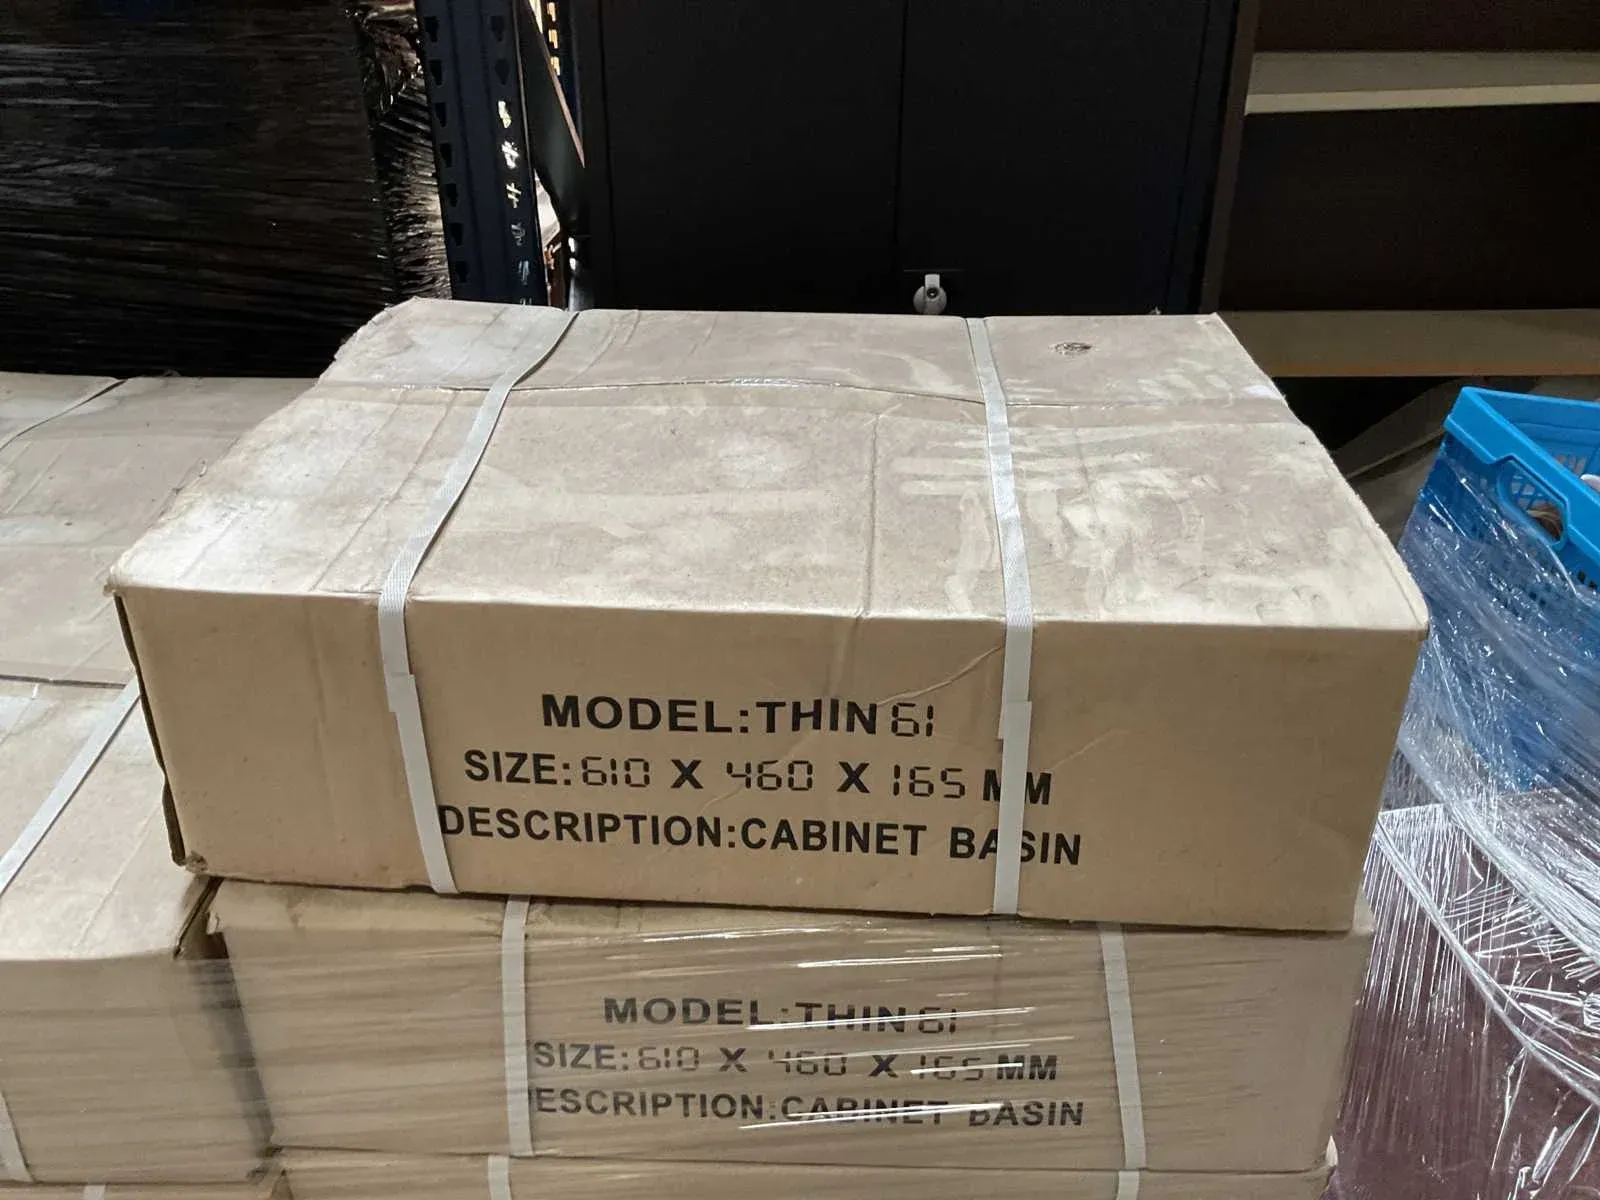 MODEL:THIN 61
SIZE:610 X 460 X 165 MM
DESCRIPTION:CABINET BASIN
MODEL:THIN 61
SIZE:610 X 460 X 165 MM
DESCRIPTION:CABINET BASIN